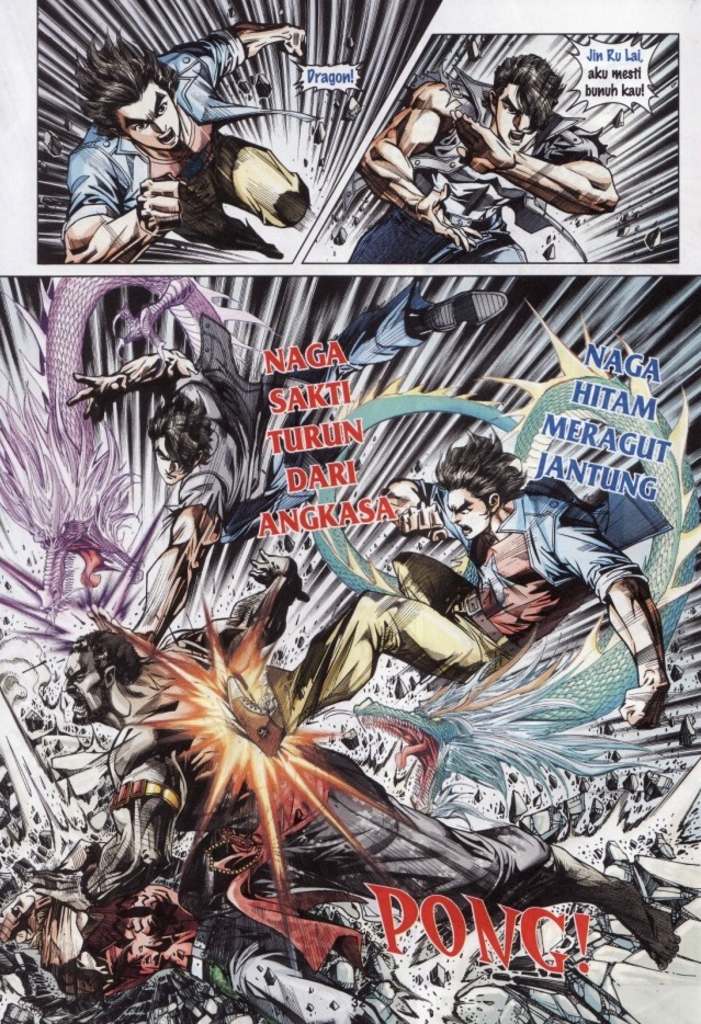 Dragon!
Jin Ru Lai,
aku mesti
bunuh kau!
NAGA
SAKTI
TURUN
DARI
ANGKASA
NAGA
HITAM
MERAGUT
JANTUNG
PONG!